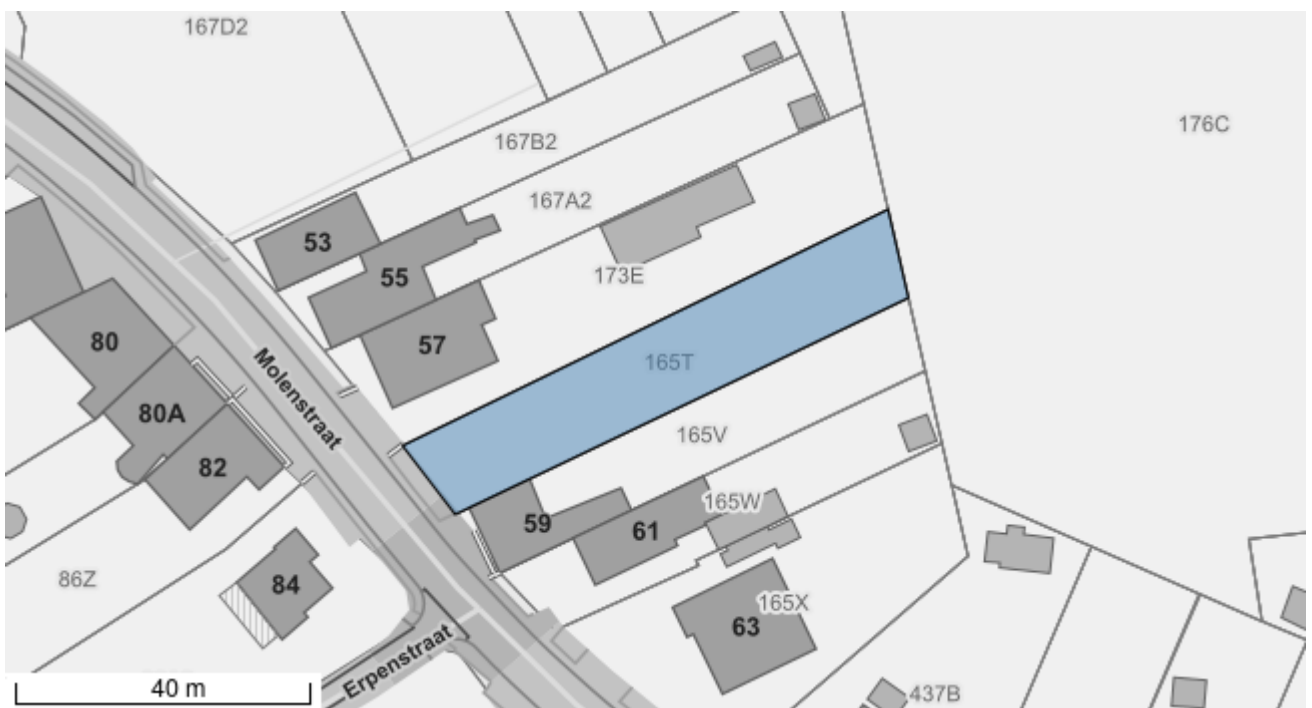 167D2
176C
167B2
167A2
53
55
173E
57
80
Molenstraat
165T
80A
165V
82
165W
59
61
86Z
84
165X
63
Erpenstraat
40 m
437B